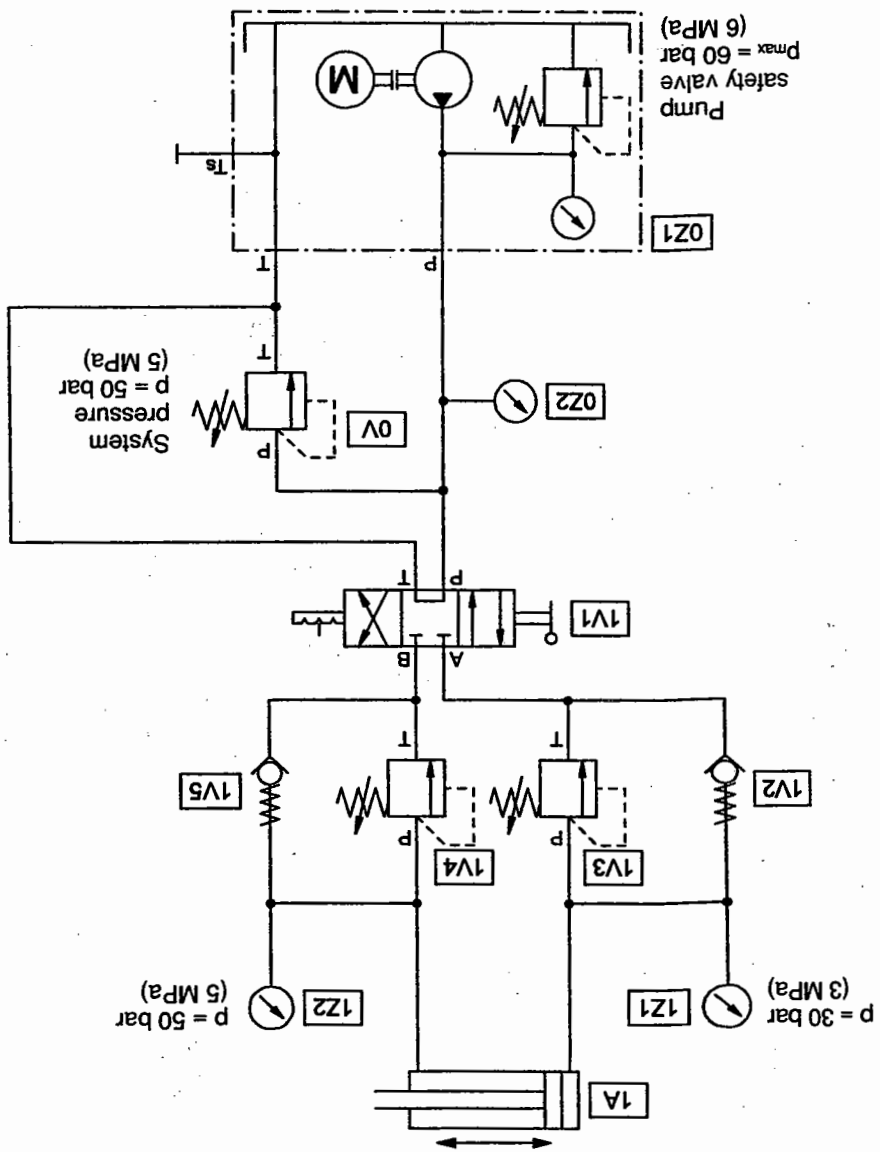 1A
p = 30 bar
(3 MPa)
1Z1
1Z2
p = 50 bar
(5 MPa)
1V3
1V4
P
P
1V2
1V5
T
T
A
B
1V1
P
T
P
System
pressure
p = 50 bar
(5 MPa)
0V
0Z2
T
P
T
0Z1
Ts
Pump
safety valve
pmax = 60 bar
(6 MPa)
M